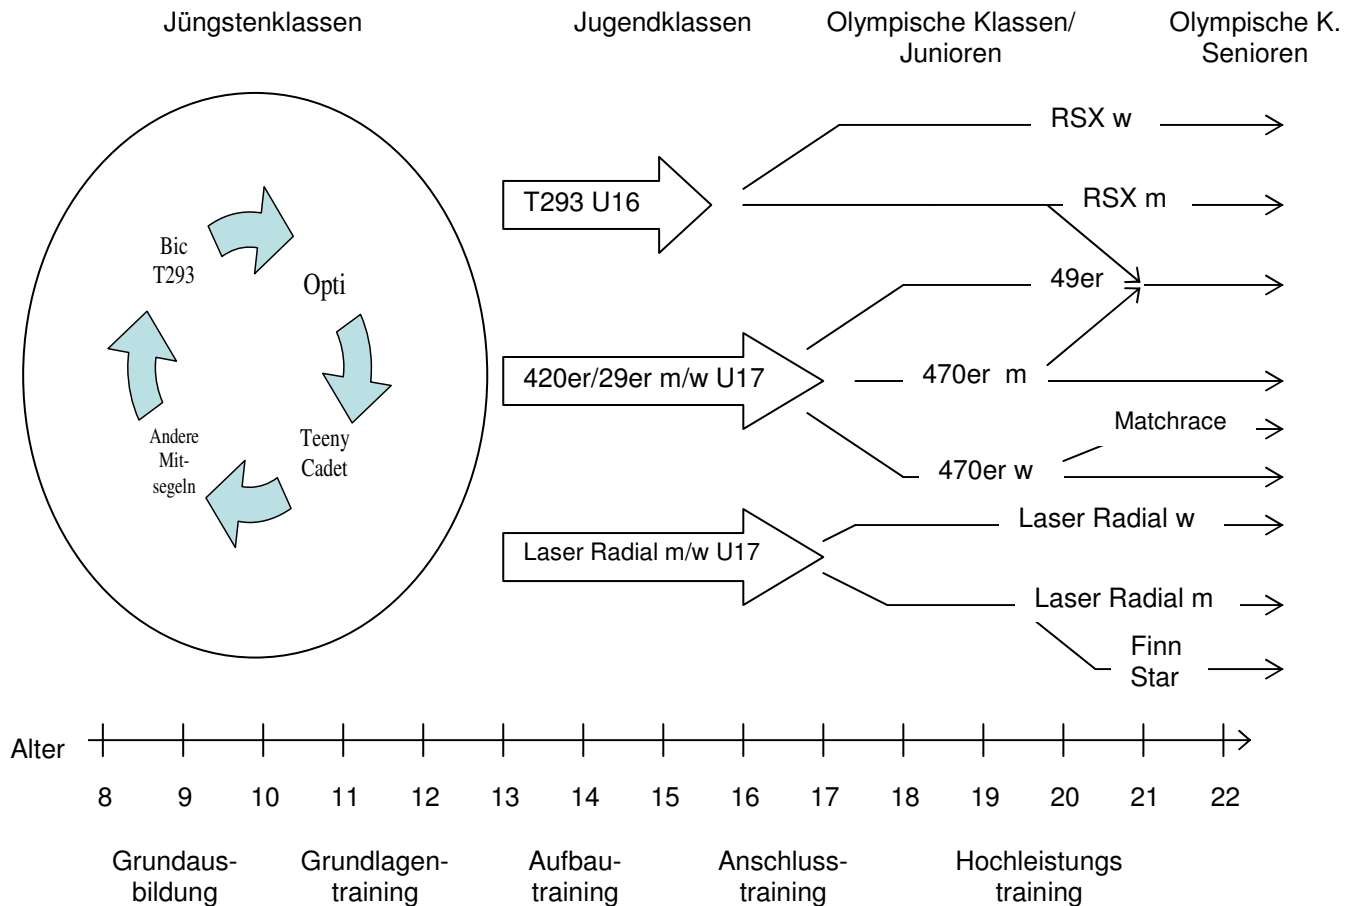 Jüngstenklassen
Jugendklassen
Olympische Klassen/
Junioren
Olympische K.
Senioren
Bic
T293
Opti
Teeny
Cadet
Andere
Mit-
segeln
T293 U16
420er/29er m/w U17
Laser Radial m/w U17
RSX w
RSX m
49er
470er  m
Matchrace
470er w
Laser Radial w
Laser Radial m
Finn
Star
Alter
8 9 10 11 12 13 14 15 16 17 18 19 20 21 22
Grundaus-
bildung
Grundlagen-
training
Aufbau-
training
Anschluss-
training
Hochleistungs
training